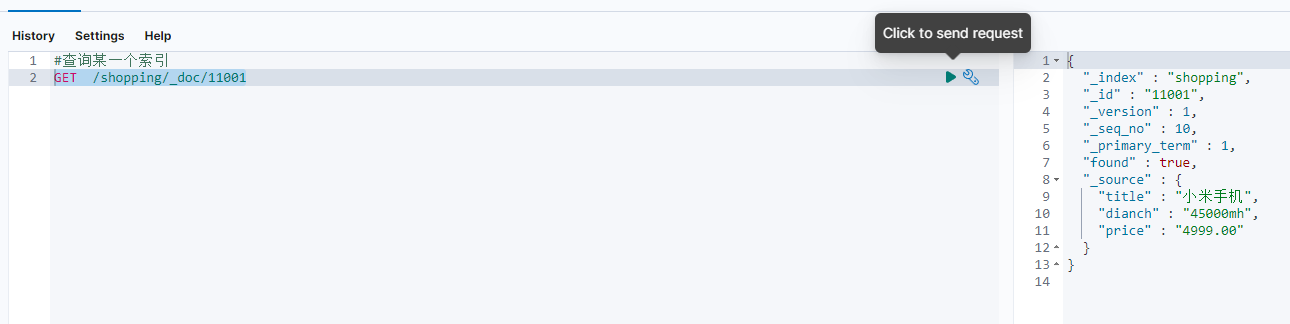 Click to send request
History Settings Help
1 #查询某一个索引
2 GET  /shopping/_doc/11001
1 {
2 "_index" : "shopping",
3 "_id" : "11001",
4 "_version" : 1,
5 "_seq_no" : 10,
6 "_primary_term" : 1,
7 "found" : true,
8 "_source" : {
9 "title" : "小米手机",
10 "dianch" : "45000mh",
11 "price" : "4999.00"
12 }
13 }
14